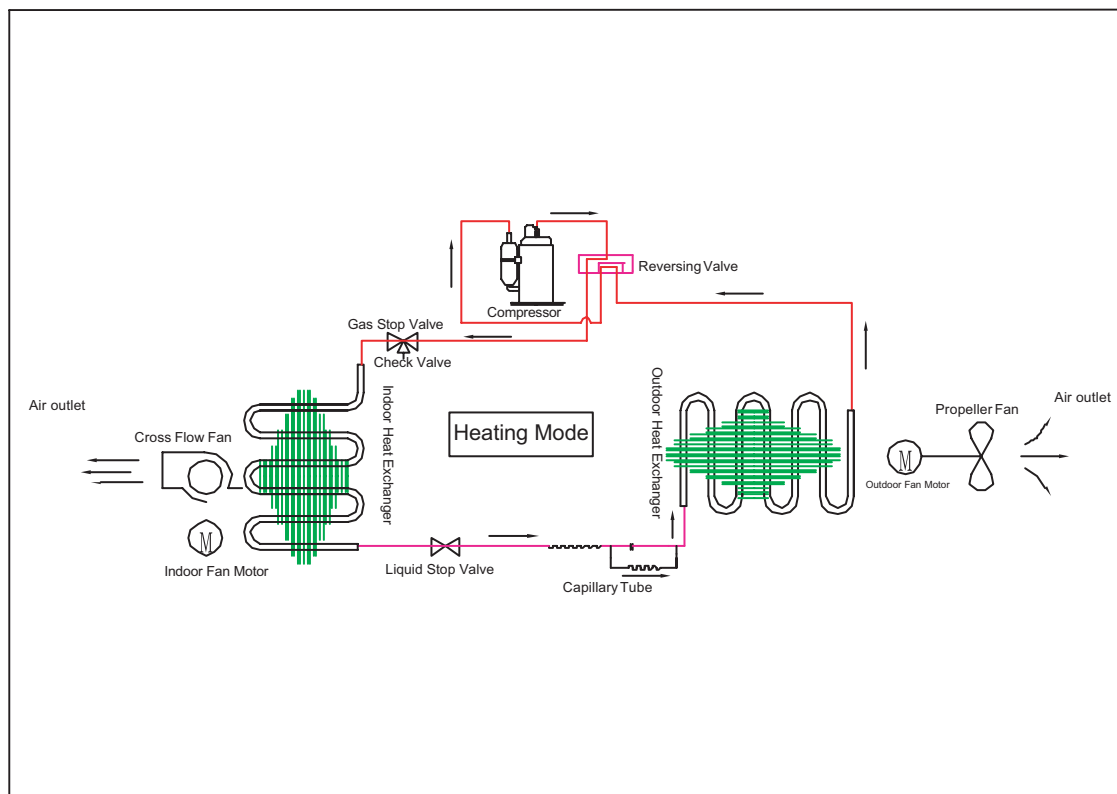 Reversing Valve
Compressor
Gas Stop Valve
Check Valve
Indoor Heat Exchanger
Outdoor Heat Exchanger
Heating Mode
Air outlet
Cross Flow Fan
M
Indoor Fan Motor
Liquid Stop Valve
Capillary Tube
Propeller Fan
Air outlet
M
Outdoor Fan Motor